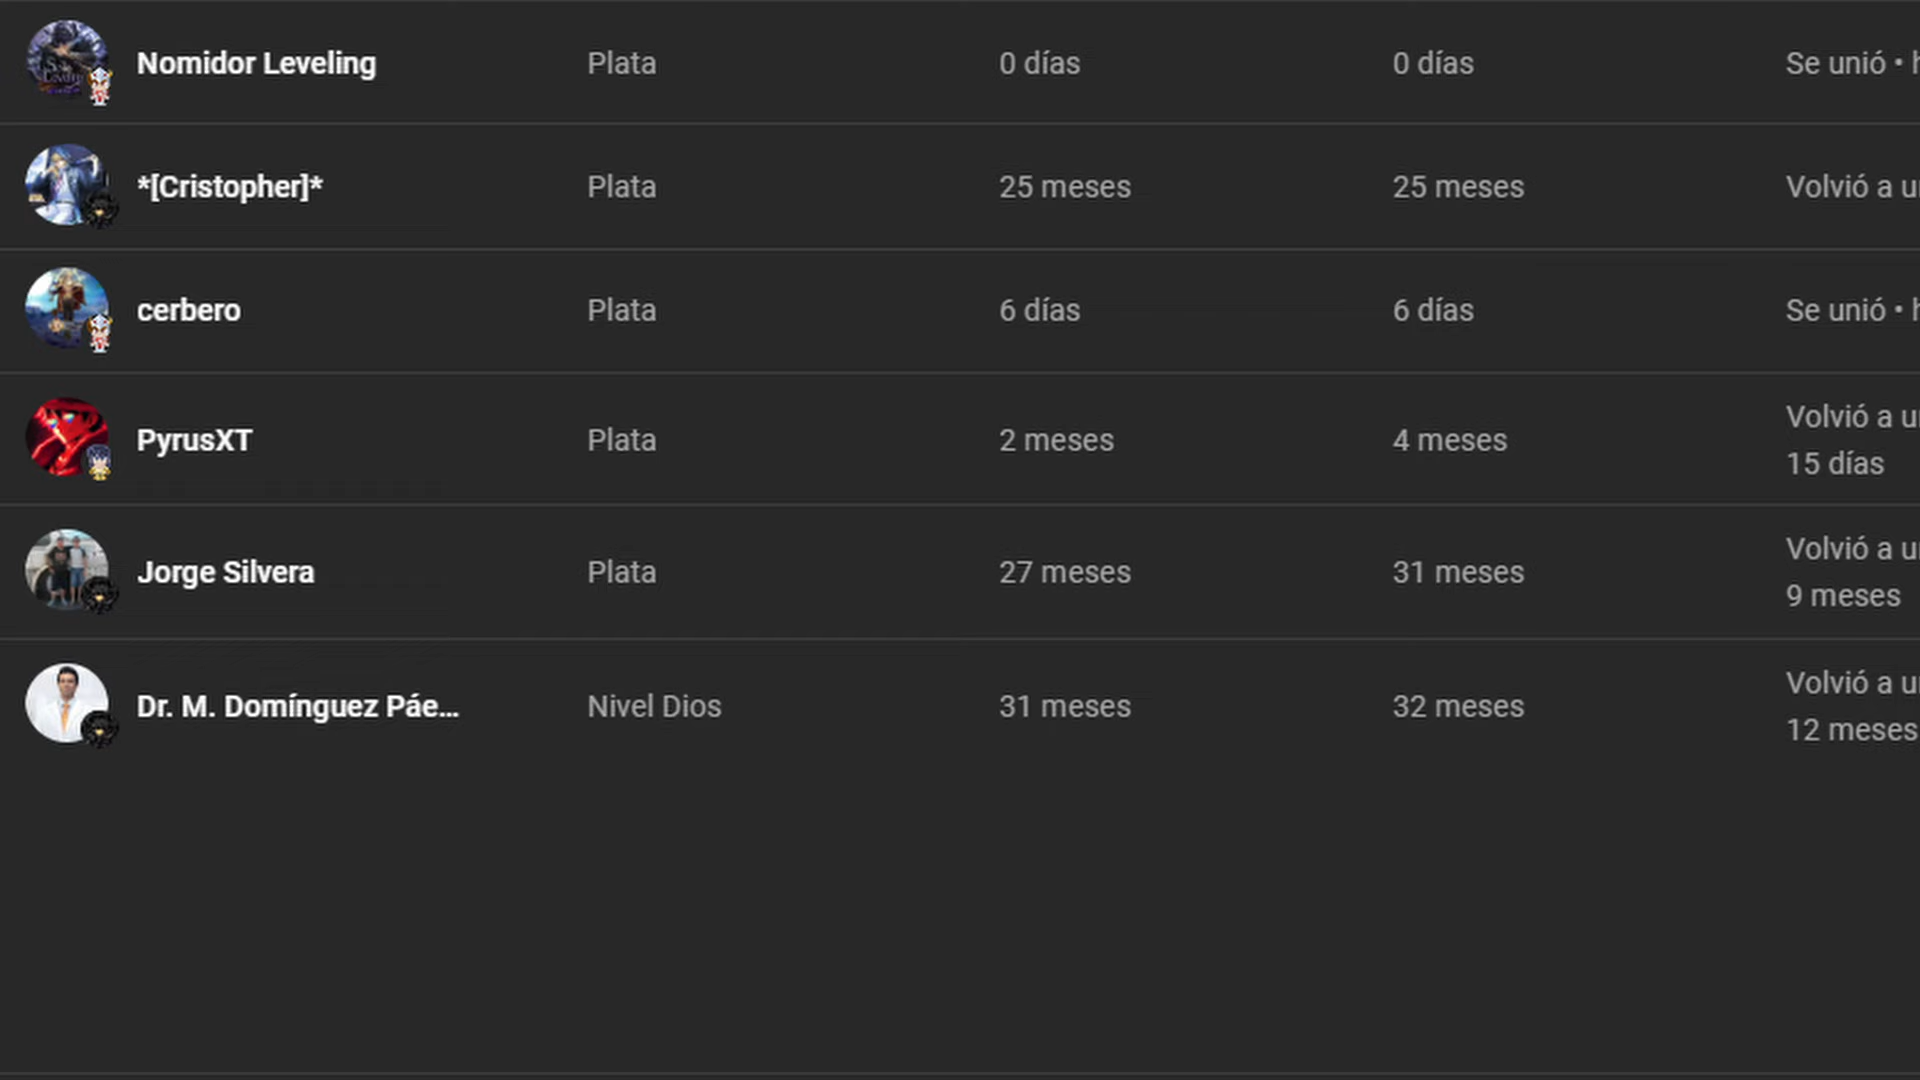 Nomidor Leveling Plata 0 días 0 días Se unió •
*[Cristopher]* Plata 25 meses 25 meses Volvió a
cerbero Plata 6 días 6 días Se unió •
PyrusXT Plata 2 meses 4 meses Volvió a
15 días
Jorge Silvera Plata 27 meses 31 meses Volvió a
9 meses
Dr. M. Domínguez Páe... Nivel Dios 31 meses 32 meses Volvió a
12 meses